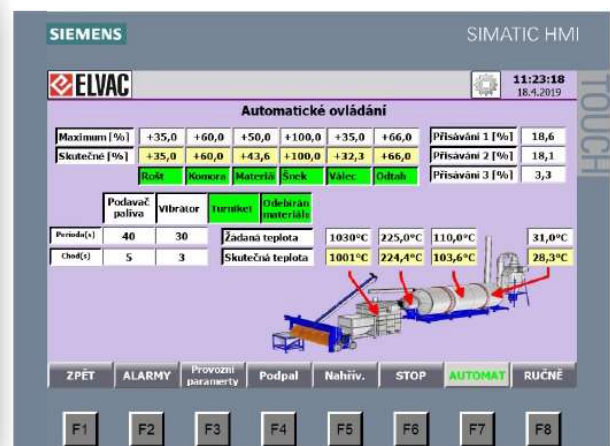 SIEMENS SIMATIC HMI
TOUCH
ELVAC 11:23:18
18.4.2019
Automatické ovládání
Maximum [%] +35,0 +60,0 +50,0 +100,0 +35,0 +66,0 Přisávání 1 [%] 18,6
Skutečné [%] +35,0 +60,0 +43,6 +100,0 +32,3 +66,0 Přisávání 2 [%] 18,1
Rošt Komora Materiál Šnek Válec Odtah Přisávání 3 [%] 3,3
Podavač paliva Vibrátor Turniket Odebírán materiálu
Perioda(s) 40 30 Žádaná teplota 1030°C 225,0°C 110,0°C 31,0°C
Chod(s) 5 3 Skutečná teplota 1001°C 224,4°C 103,6°C 28,3°C
ZPĚT ALARMY Provozní paramerty Podpal Nahřív. STOP AUTOMAT RUČNĚ
F1 F2 F3 F4 F5 F6 F7 F8